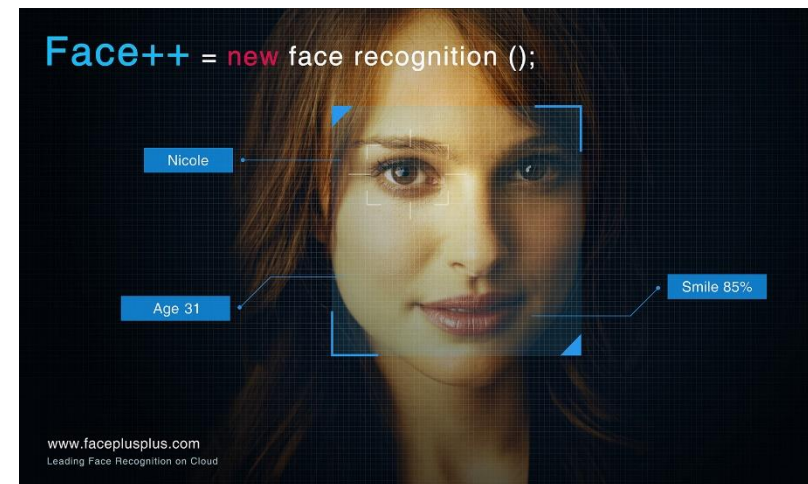 Face++ = new face recognition ();
Nicole
Age 31
Smile 85%
www.faceplusplus.com
Leading Face Recognition on Cloud